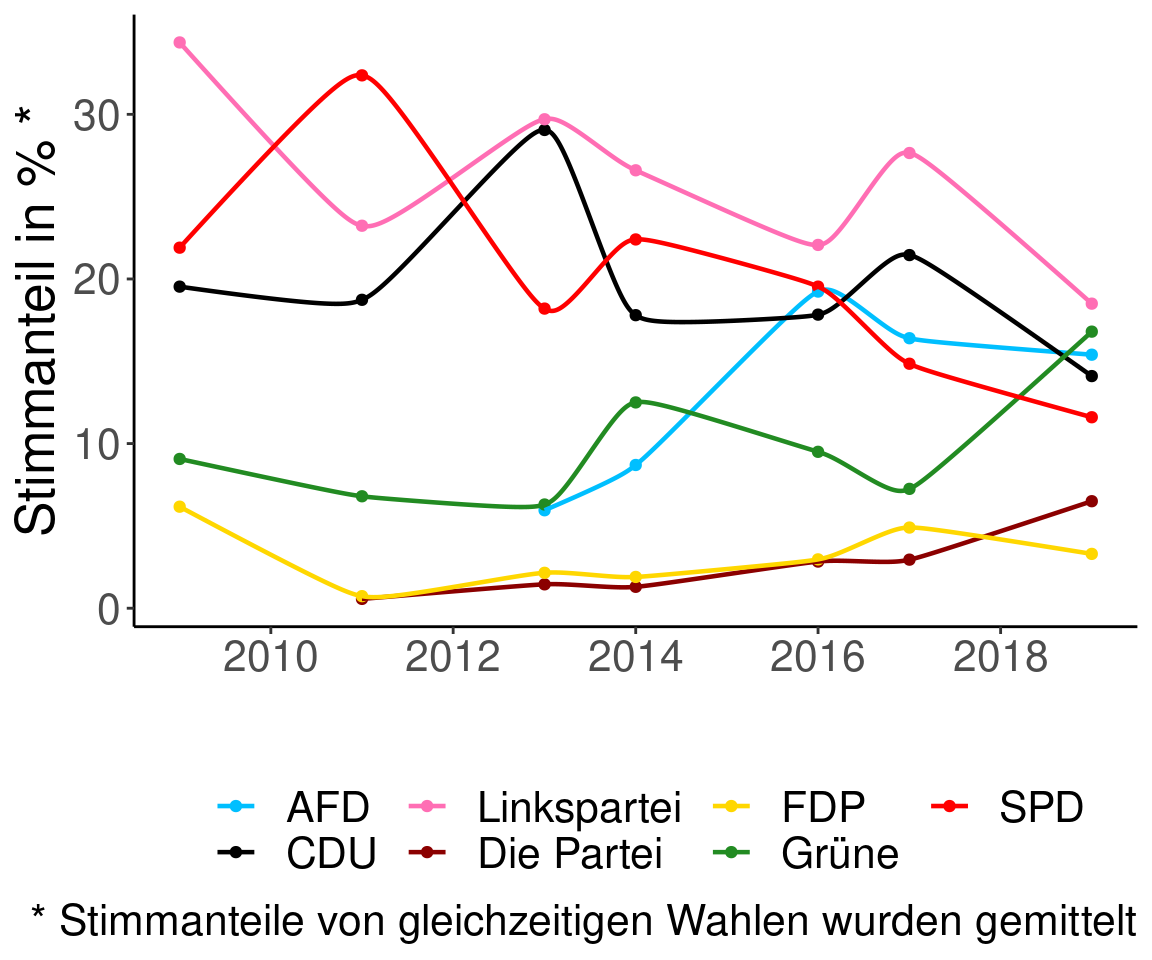 Stimmanteil in % *
30
20
10
0
2010 2012 2014 2016 2018
AFD Linkspartei FDP SPD
CDU Die Partei Grüne
* Stimmanteile von gleichzeitigen Wahlen wurden gemittelt